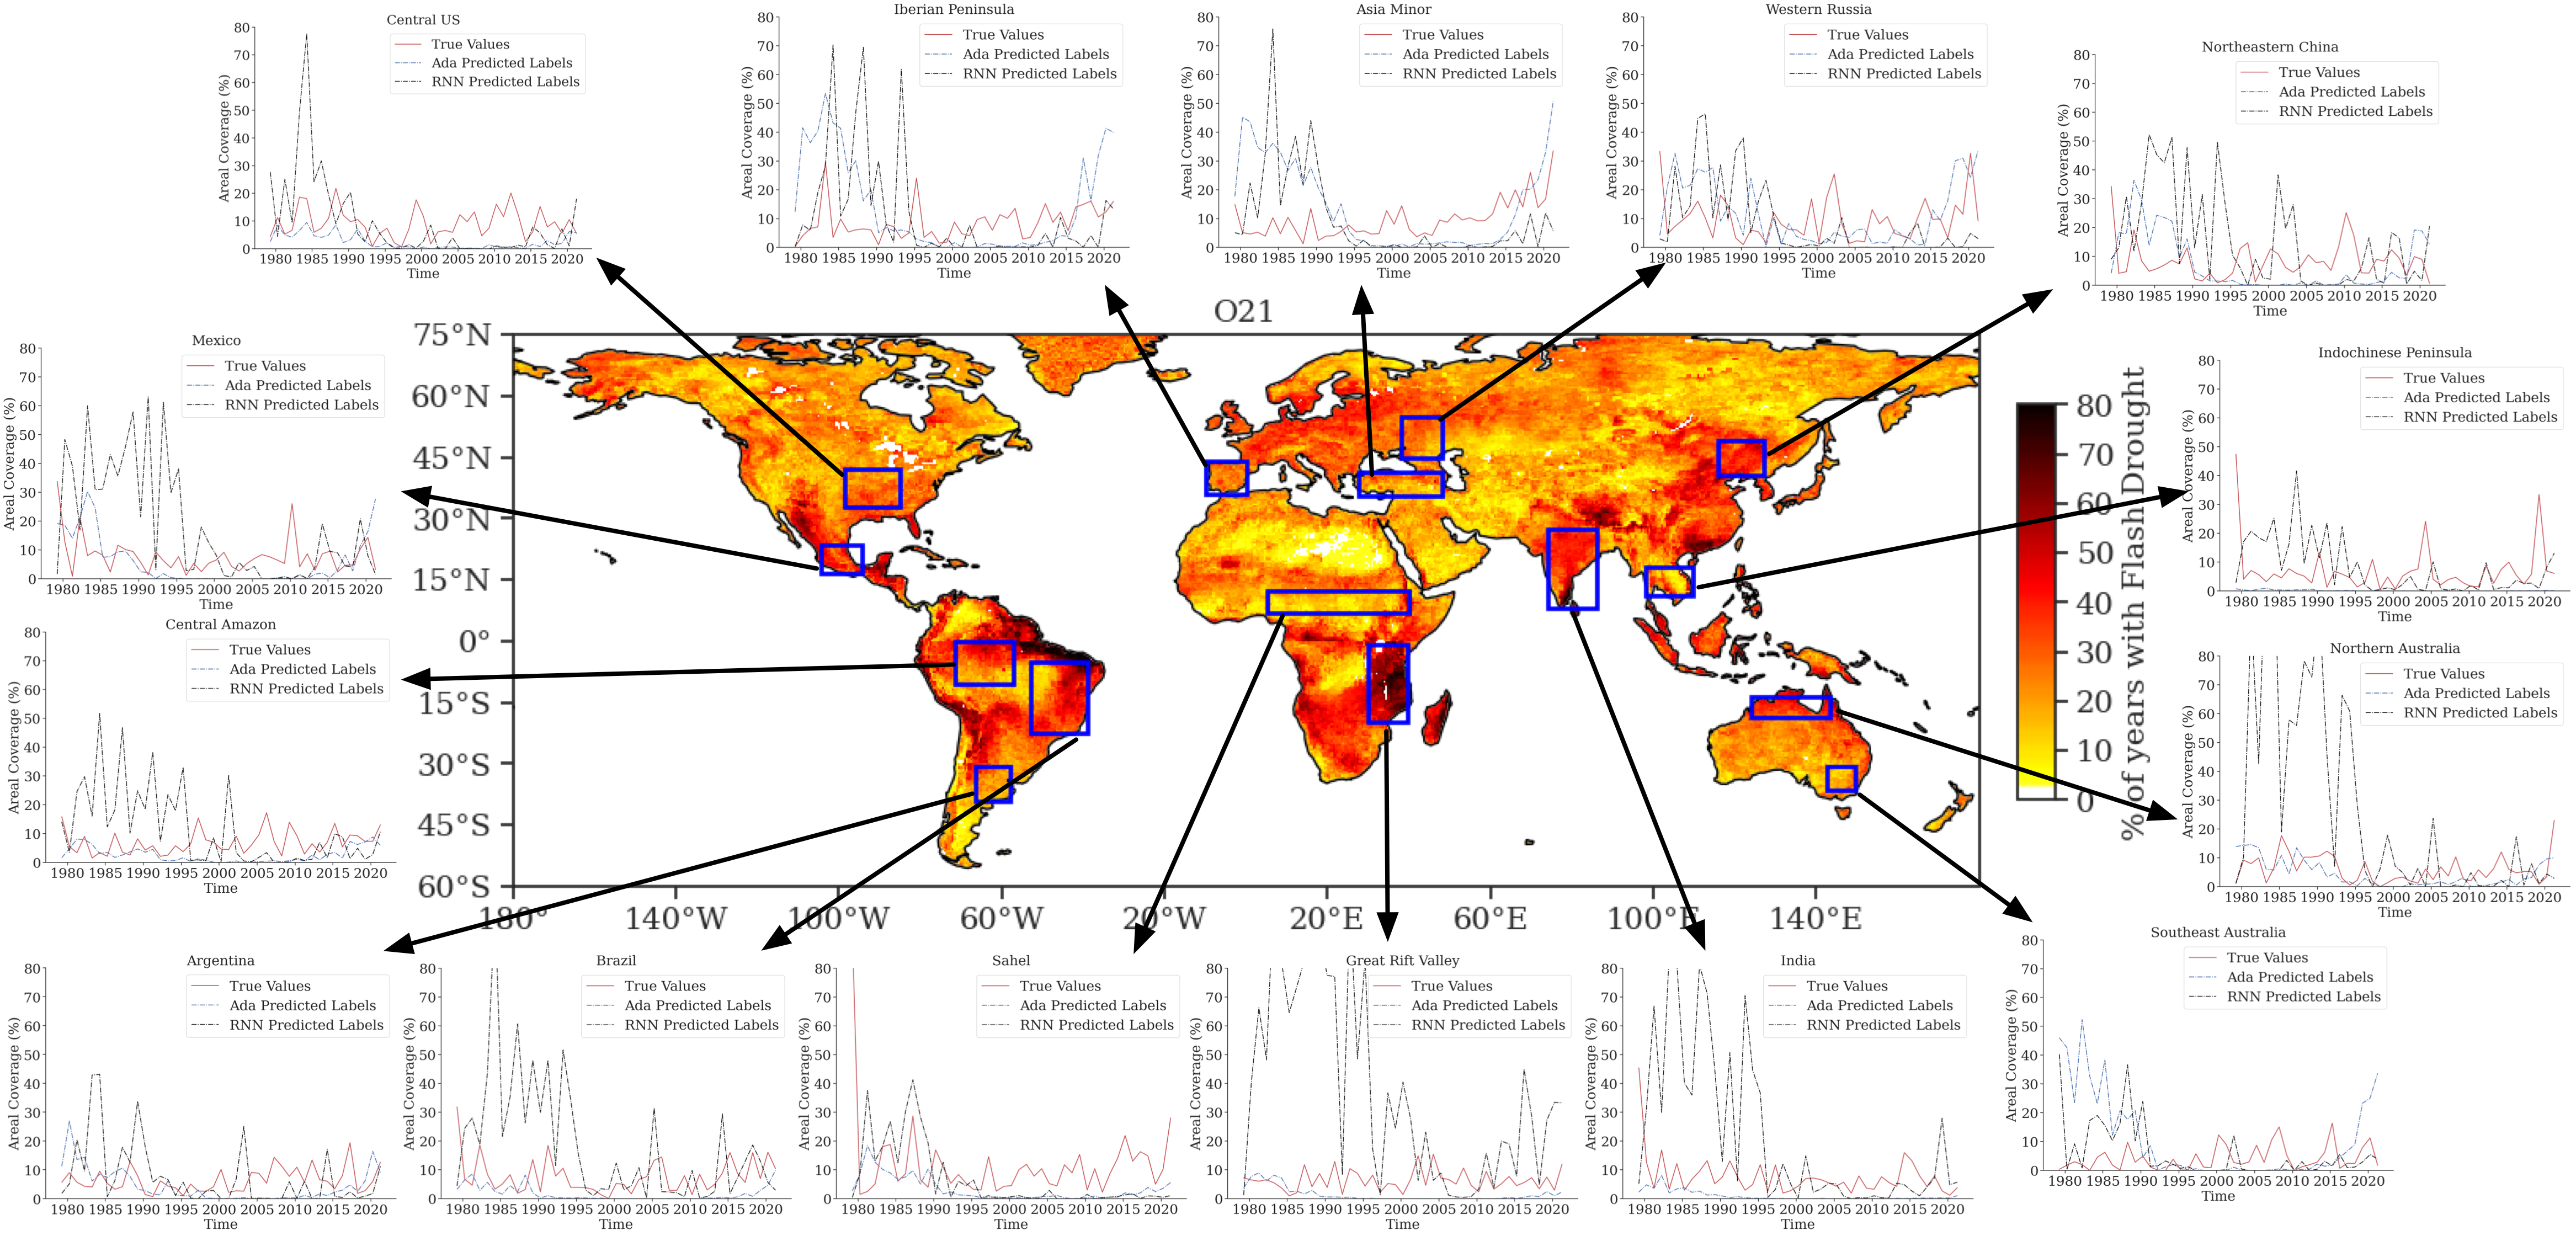 Central US
True Values
Ada Predicted Labels
RNN Predicted Labels
Areal Coverage (%)
80
70
60
50
40
30
20
10
0
1980 1985 1990 1995 2000 2005 2010 2015 2020
Time
Iberian Peninsula
True Values
Ada Predicted Labels
RNN Predicted Labels
Areal Coverage (%)
80
70
60
50
40
30
20
10
0
1980 1985 1990 1995 2000 2005 2010 2015 2020
Time
Asia Minor
True Values
Ada Predicted Labels
RNN Predicted Labels
Areal Coverage (%)
80
70
60
50
40
30
20
10
0
1980 1985 1990 1995 2000 2005 2010 2015 2020
Time
Western Russia
True Values
Ada Predicted Labels
RNN Predicted Labels
Areal Coverage (%)
80
70
60
50
40
30
20
10
0
1980 1985 1990 1995 2000 2005 2010 2015 2020
Time
Northeastern China
True Values
Ada Predicted Labels
RNN Predicted Labels
Areal Coverage (%)
80
70
60
50
40
30
20
10
0
1980 1985 1990 1995 2000 2005 2010 2015 2020
Time
Mexico
True Values
Ada Predicted Labels
RNN Predicted Labels
Areal Coverage (%)
80
70
60
50
40
30
20
10
0
1980 1985 1990 1995 2000 2005 2010 2015 2020
Time
O21
75°N
60°N
45°N
30°N
15°N
0°
15°S
30°S
45°S
60°S
180° 140°W 100°W 60°W 20°W 20°E 60°E 100°E 140°E
80
70
60
50
40
30
20
10
0
% of years with Flash Drought
Indochinese Peninsula
True Values
Ada Predicted Labels
RNN Predicted Labels
Areal Coverage (%)
80
70
60
50
40
30
20
10
0
1980 1985 1990 1995 2000 2005 2010 2015 2020
Time
Central Amazon
True Values
Ada Predicted Labels
RNN Predicted Labels
Areal Coverage (%)
80
70
60
50
40
30
20
10
0
1980 1985 1990 1995 2000 2005 2010 2015 2020
Time
Northern Australia
True Values
Ada Predicted Labels
RNN Predicted Labels
Areal Coverage (%)
80
70
60
50
40
30
20
10
0
1980 1985 1990 1995 2000 2005 2010 2015 2020
Time
Argentina
True Values
Ada Predicted Labels
RNN Predicted Labels
Areal Coverage (%)
80
70
60
50
40
30
20
10
0
1980 1985 1990 1995 2000 2005 2010 2015 2020
Time
Brazil
True Values
Ada Predicted Labels
RNN Predicted Labels
Areal Coverage (%)
80
70
60
50
40
30
20
10
0
1980 1985 1990 1995 2000 2005 2010 2015 2020
Time
Sahel
True Values
Ada Predicted Labels
RNN Predicted Labels
Areal Coverage (%)
80
70
60
50
40
30
20
10
0
1980 1985 1990 1995 2000 2005 2010 2015 2020
Time
Great Rift Valley
True Values
Ada Predicted Labels
RNN Predicted Labels
Areal Coverage (%)
80
70
60
50
40
30
20
10
0
1980 1985 1990 1995 2000 2005 2010 2015 2020
Time
India
True Values
Ada Predicted Labels
RNN Predicted Labels
Areal Coverage (%)
80
70
60
50
40
30
20
10
0
1980 1985 1990 1995 2000 2005 2010 2015 2020
Time
Southeast Australia
True Values
Ada Predicted Labels
RNN Predicted Labels
Areal Coverage (%)
80
70
60
50
40
30
20
10
0
1980 1985 1990 1995 2000 2005 2010 2015 2020
Time